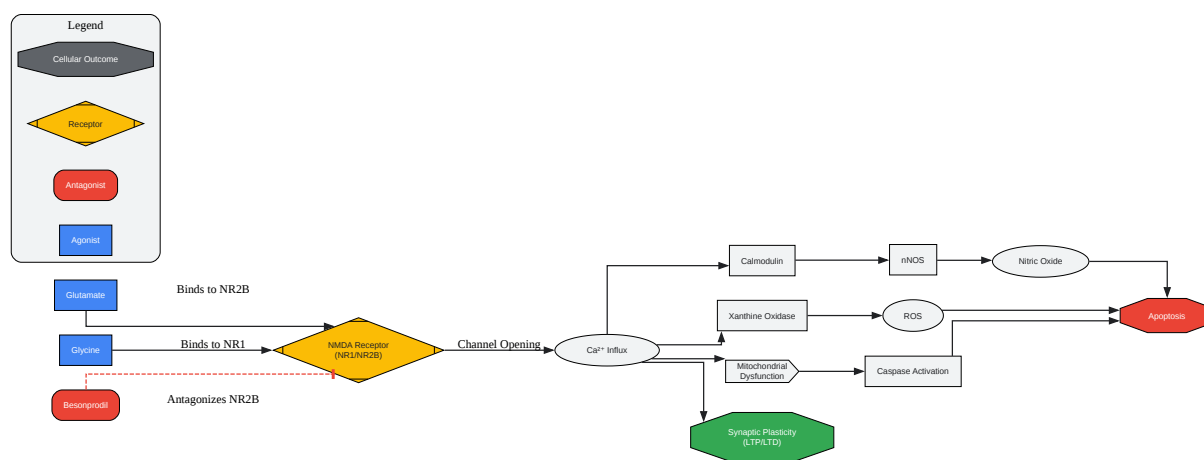 Legend
Cellular Outcome
Receptor
Antagonist
Agonist
Glutamate
Binds to NR2B
Glycine
Binds to NR1
Besonprodil
Antagonizes NR2B
NMDA Receptor
(NR1/NR2B)
Channel Opening
Ca²⁺ Influx
Calmodulin
nNOS
Nitric Oxide
Xanthine Oxidase
ROS
Apoptosis
Mitochondrial
Dysfunction
Caspase Activation
Synaptic Plasticity
(LTP/LTD)